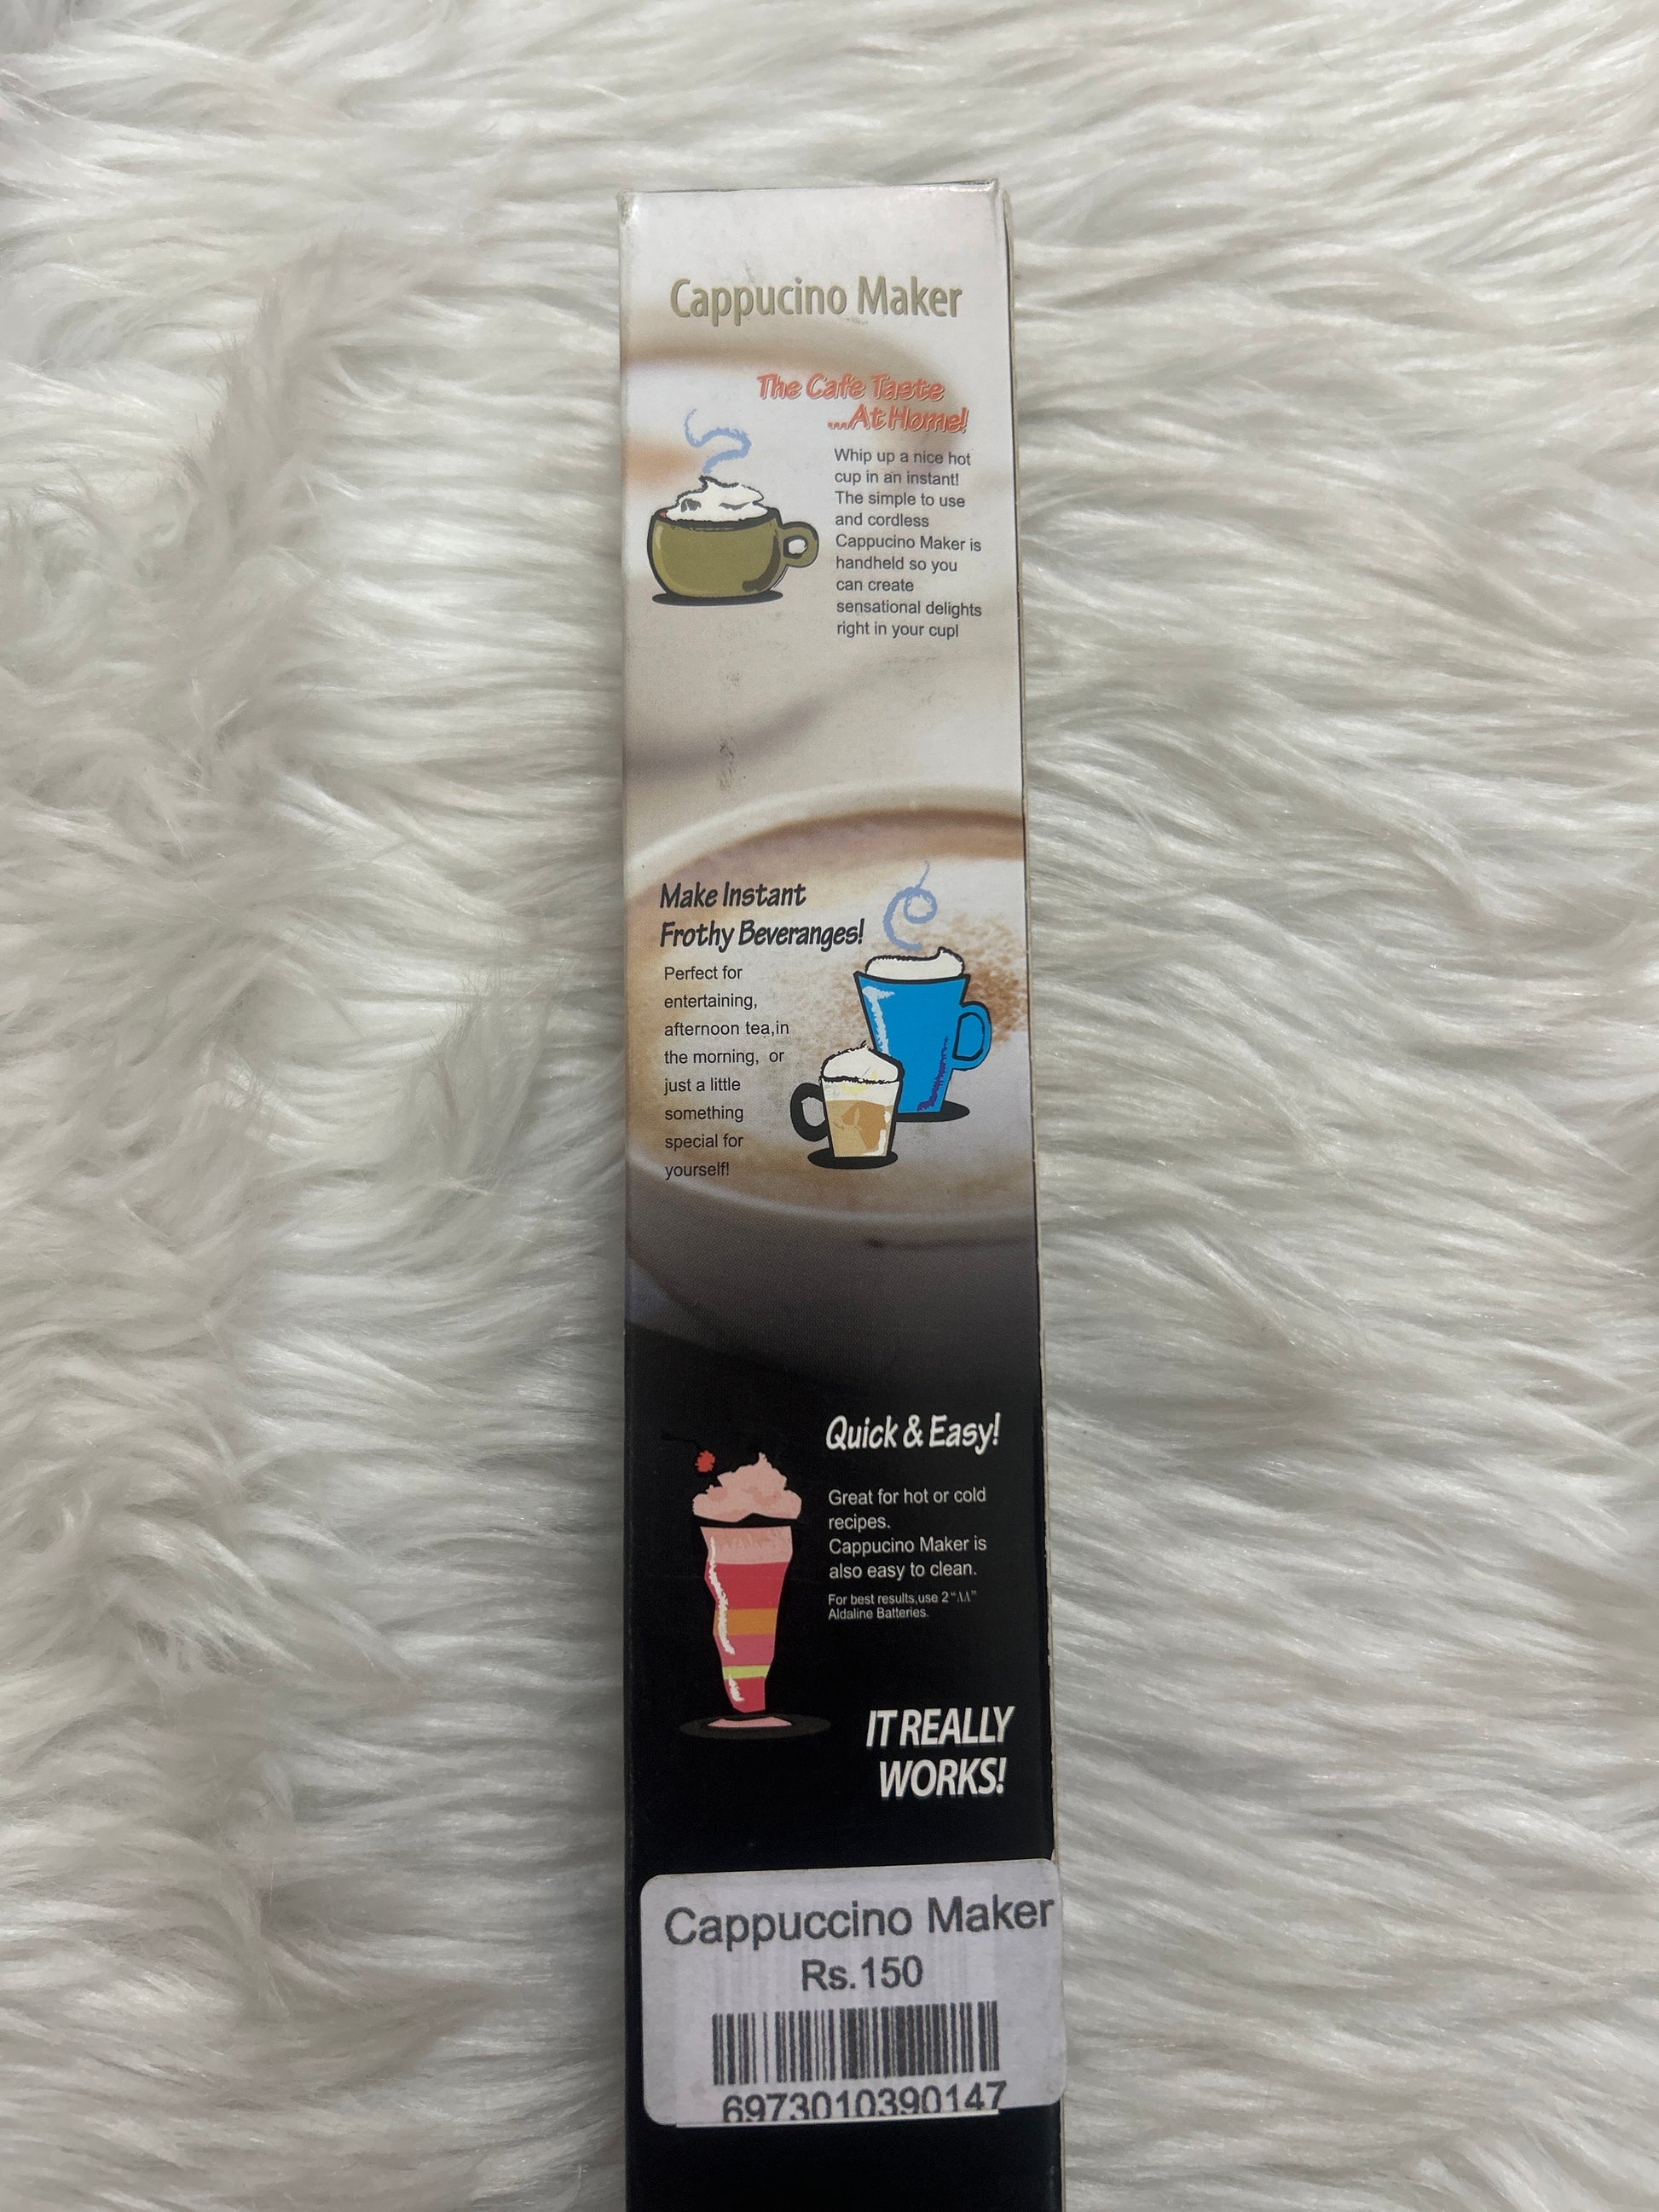 Cappucino Maker
The Cafe Taste
...At Home!
Whip up a nice hot
cup in an instant!
The simple to use
and cordless
Cappucino Maker is
handheld so you
can create
sensational delights
right in your cupl
Make Instant
Frothy Beveranges!
Perfect for
entertaining,
afternoon tea,in
the morning, or
just a little
something
special for
yourself!
Quick & Easy!
Great for hot or cold
recipes.
Cappucino Maker is
also easy to clean.
For best results,use 2 "AA"
Aldaline Batteries.
IT REALLY
WORKS!
Cappuccino Maker
Rs.150
6973010390147